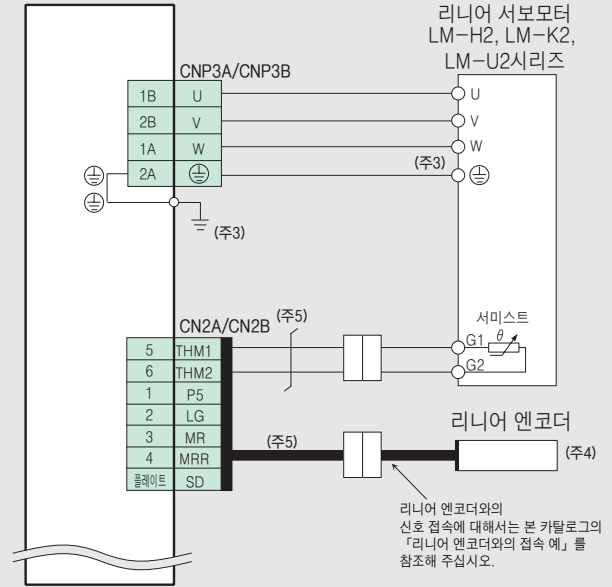 리니어 서보모터
LM-H2, LM-K2,
LM-U2시리즈
CNP3A/CNP3B
1B U
2B V
1A W
2A
U
V
W
(주3)
(주3)
CN2A/CN2B
(주5)
5 THM1
6 THM2
1 P5
2 LG
3 MR
4 MRR
플레이트 SD
서미스트
G1 θ
G2
리니어 엔코더
(주5)
(주4)
리니어 엔코더와의
신호 접속에 대해서는 본 카탈로그의
「리니어 엔코더와의 접속 예」를
참조해 주십시오.